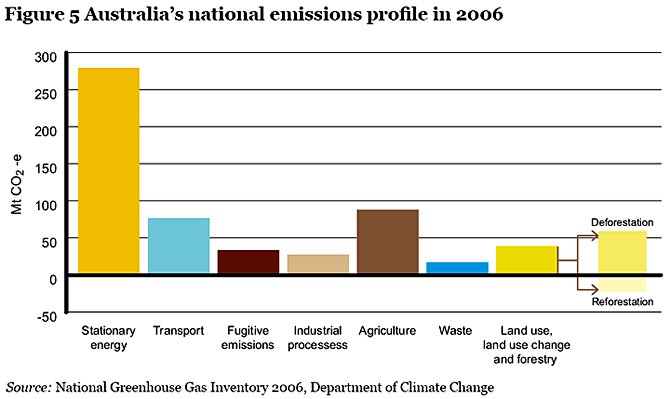 Figure 5 Australia's national emissions profile in 2006
Mt CO2 -e
300
250
200
150
100
50
0
-50
Deforestation
Reforestation
Stationary
energy
Transport
Fugitive
emissions
Industrial
processess
Agriculture
Waste
Land use,
land use change
and forestry
Source: National Greenhouse Gas Inventory 2006, Department of Climate Change